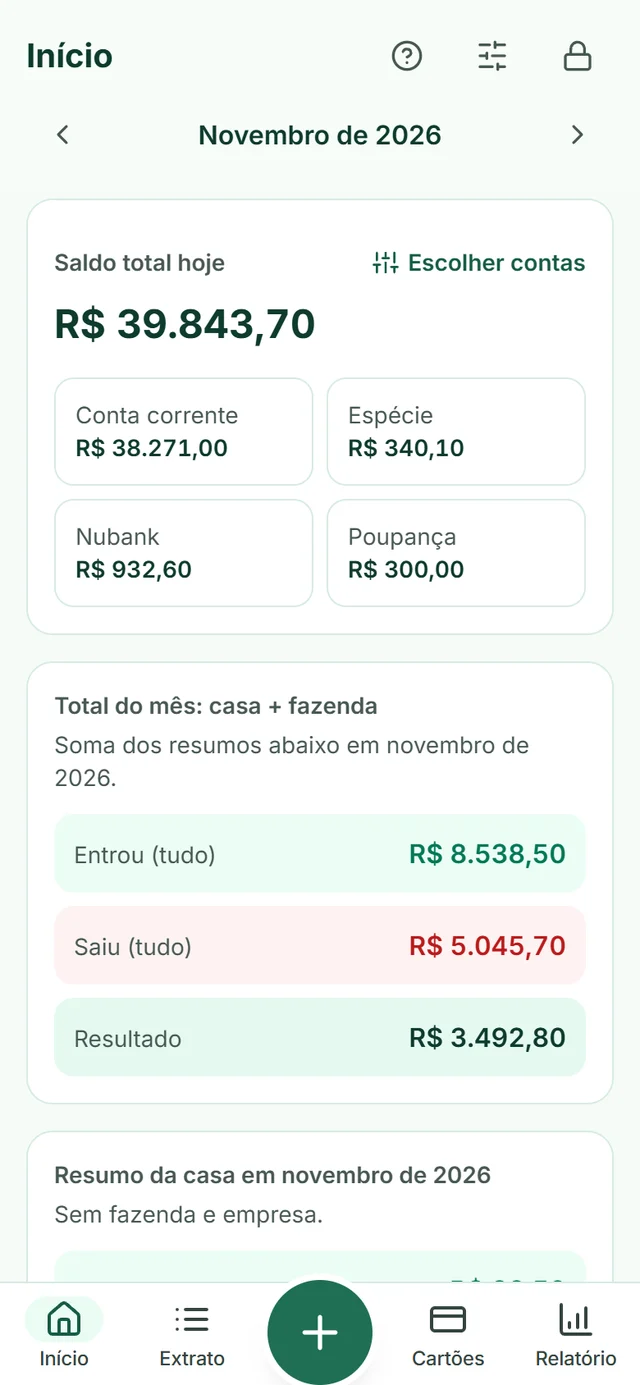 Início
Novembro de 2026
Saldo total hoje
Escolher contas
R$ 39.843,70
Conta corrente
R$ 38.271,00
Espécie
R$ 340,10
Nubank
R$ 932,60
Poupança
R$ 300,00
Total do mês: casa + fazenda
Soma dos resumos abaixo em novembro de
2026.
Entrou (tudo)
R$ 8.538,50
Saiu (tudo)
R$ 5.045,70
Resultado
R$ 3.492,80
Resumo da casa em novembro de 2026
Sem fazenda e empresa.
Início
Extrato
Cartões
Relatório